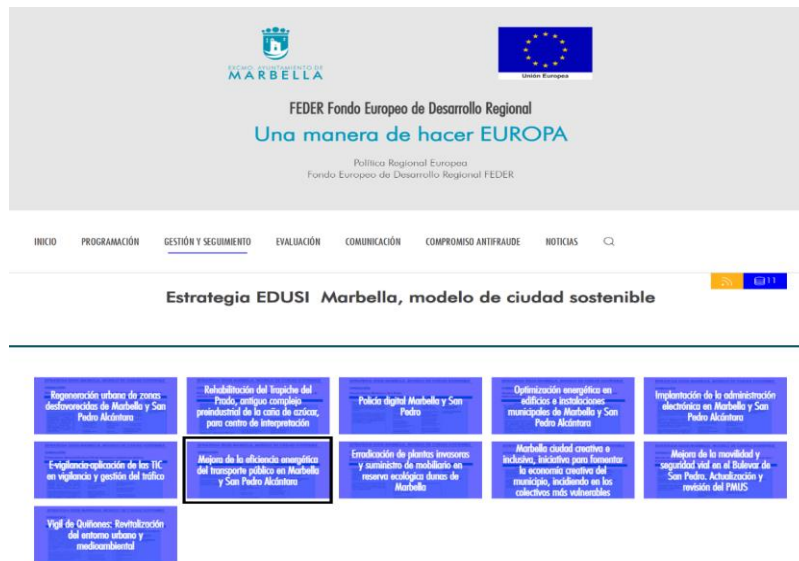 EXCMO. AYUNTAMIENTO DE
MARBELLA
Unión Europea
FEDER Fondo Europeo de Desarrollo Regional
Una manera de hacer EUROPA
Política Regional Europea
Fondo Europeo de Desarrollo Regional FEDER
INICIO PROGRAMACIÓN GESTIÓN Y SEGUIMIENTO EVALUACIÓN COMUNICACIÓN COMPROMISO ANTIFRAUDE NOTICIAS
11
Estrategia EDUSI Marbella, modelo de ciudad sostenible
Regeneración urbana de zonas
desfavorecidas de Marbella y San
Pedro Alcántara
Rehabilitación del Trapiche del
Prado, antiguo complejo
preindustrial de la caña de azúcar,
para centro de interpretación
Policía digital Marbella y San
Pedro
Optimización energética en
edificios e instalaciones
municipales de Marbella y San
Pedro Alcántara
Implantación de la administración
electrónica en Marbella y San
Pedro Alcántara
E-vigilancia-aplicación de las TIC
en vigilancia y gestión del tráfico
Mejora de la eficiencia energética
del transporte público en Marbella
y San Pedro Alcántara
Erradicación de plantas invasoras
y suministro de mobiliario en
reserva ecológica dunas de
Marbella
Marbella ciudad creativa e
inclusiva, iniciativa para fomentar
la economía creativa del
municipio, incidiendo en los
colectivos más vulnerables
Mejora de la movilidad y
seguridad vial en el Bulevar de
San Pedro. Actualización y
revisión del PMUS
Vigil de Quiñones: Revitalización
del entorno urbano y
medioambiental